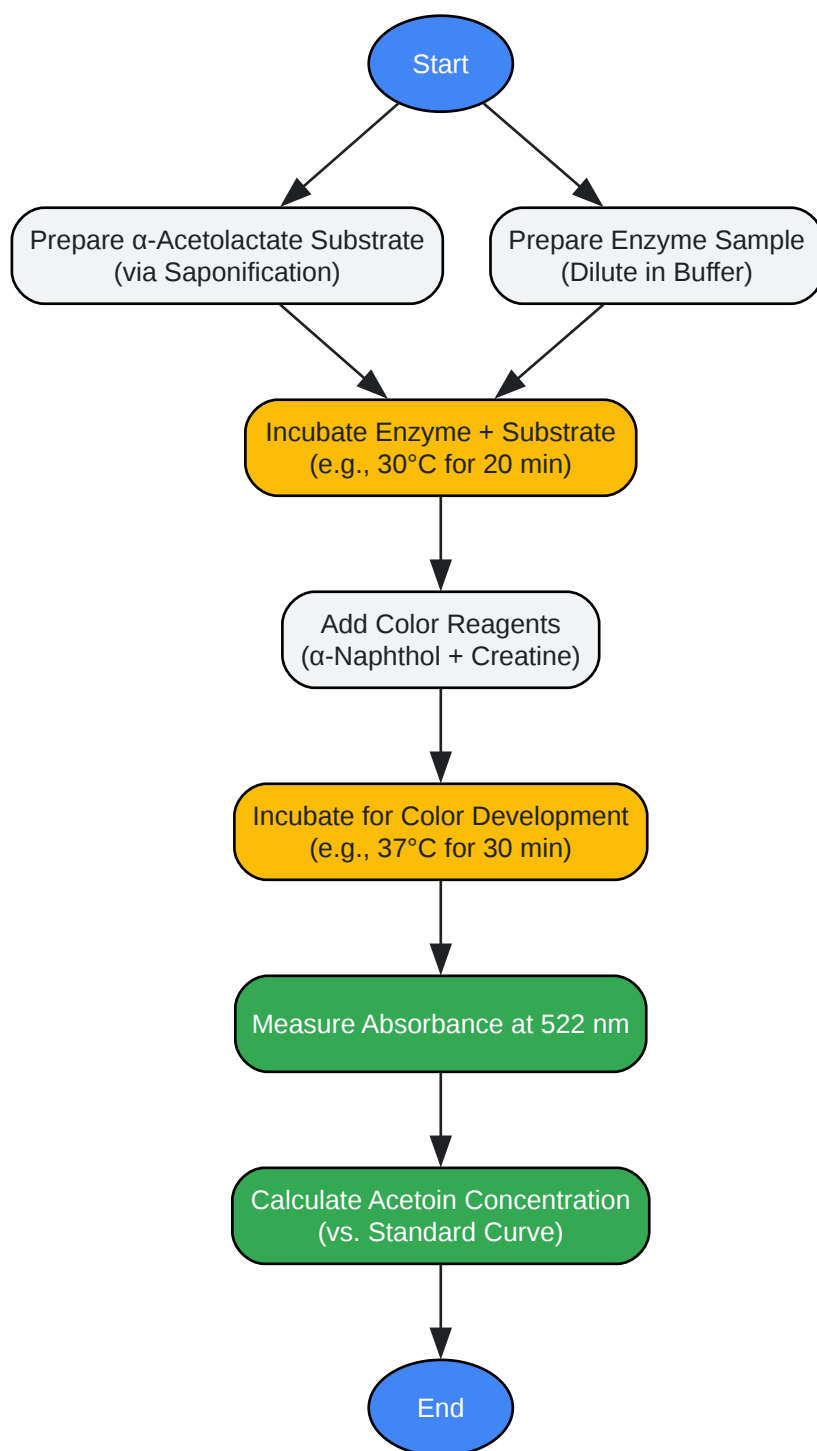 Start
Prepare α-Acetolactate Substrate
(via Saponification)
Prepare Enzyme Sample
(Dilute in Buffer)
Incubate Enzyme + Substrate
(e.g., 30°C for 20 min)
Add Color Reagents
(α-Naphthol + Creatine)
Incubate for Color Development
(e.g., 37°C for 30 min)
Measure Absorbance at 522 nm
Calculate Acetoin Concentration
(vs. Standard Curve)
End